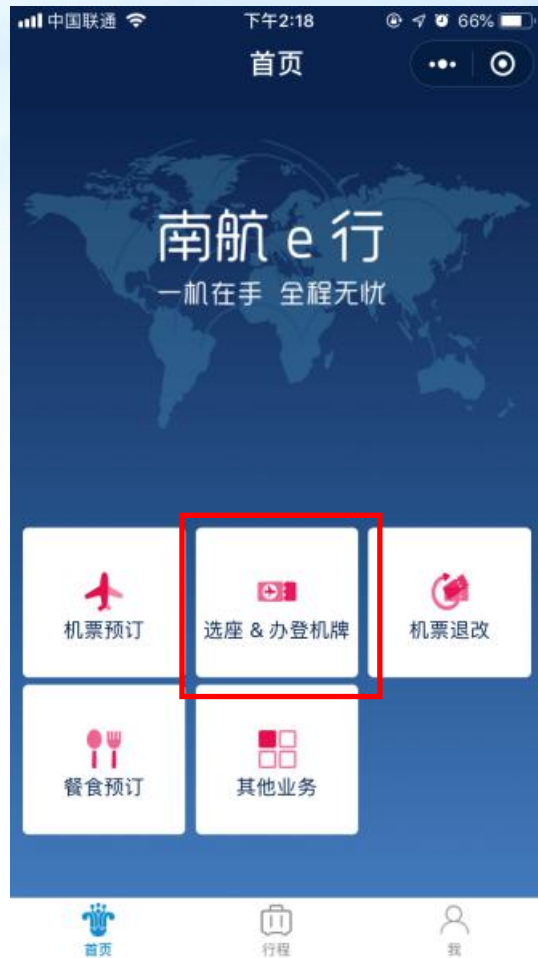 中国联通 下午2:18 66%
首页
南航 e 行
一机在手 全程无忧
机票预订 选座 & 办登机牌 机票退改
餐食预订 其他业务
首页 行程 我